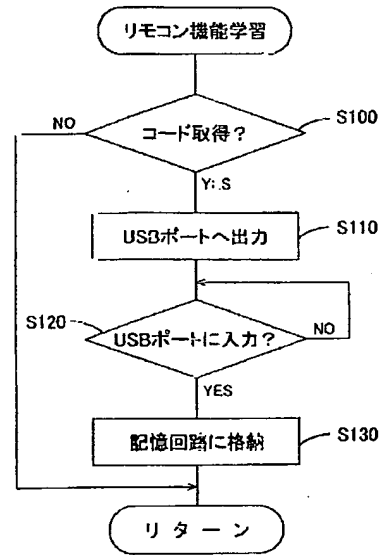 リモコン機能学習
NO
コード取得？
S100
YES
USBポートへ出力
S110
S120
USBポートに入力？
NO
YES
記憶回路に格納
S130
リターン